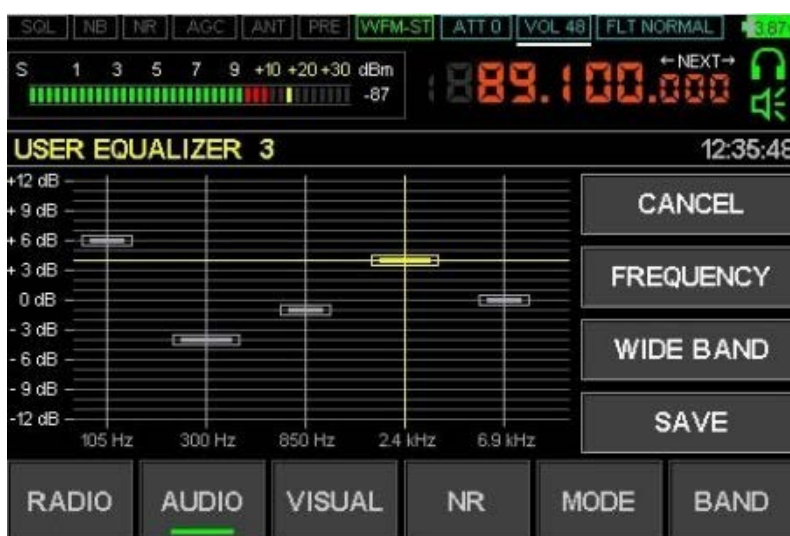 SQL NB NR AGC ANT PRE WFM-ST ATT 0 VOL 48 FLT NORMAL 3.87
S 1 3 5 7 9 +10 +20 +30 dBm
-87
89.100.000
←NEXT→
USER EQUALIZER 3 12:35:48
+12 dB
+ 9 dB
+ 6 dB
+ 3 dB
0 dB
- 3 dB
- 6 dB
- 9 dB
-12 dB
105 Hz 300 Hz 850 Hz 2.4 kHz 6.9 kHz
CANCEL
FREQUENCY
WIDE BAND
SAVE
RADIO AUDIO VISUAL NR MODE BAND